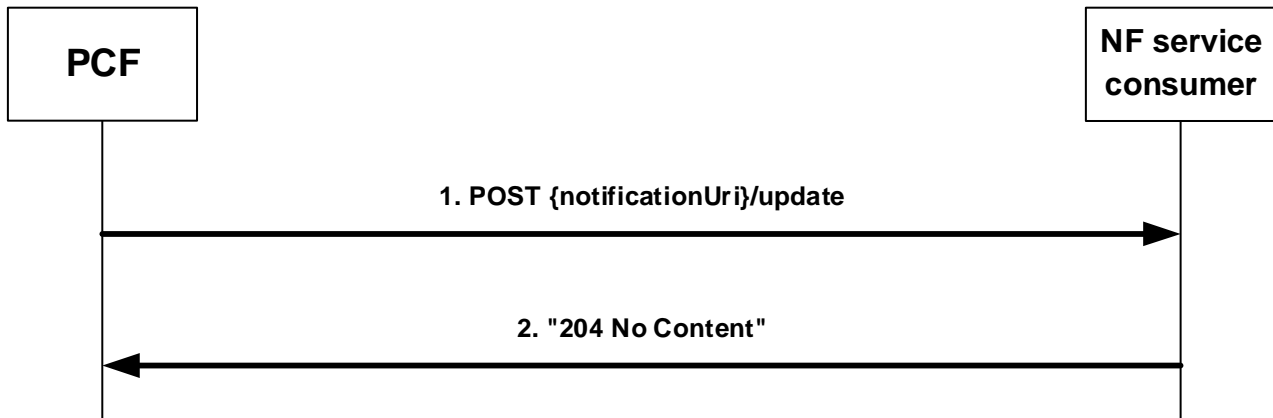 PCF
NF service
consumer
1. POST {notificationUri}/update
2. "204 No Content"